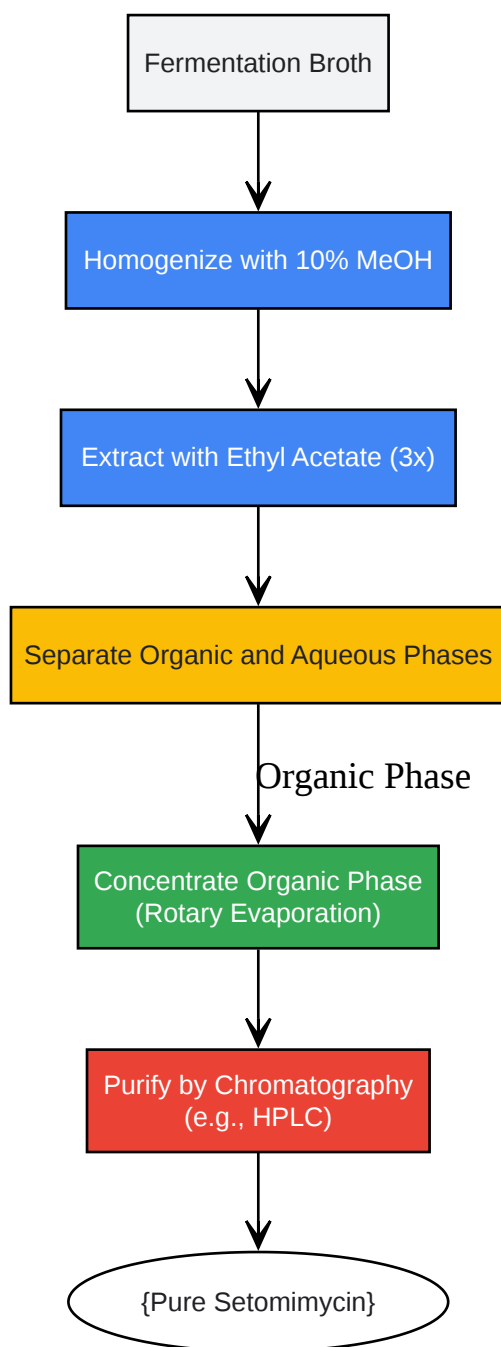 Fermentation Broth
Homogenize with 10% MeOH
Extract with Ethyl Acetate (3x)
Separate Organic and Aqueous Phases
Organic Phase
Concentrate Organic Phase
(Rotary Evaporation)
Purify by Chromatography
(e.g., HPLC)
{Pure Setomimycin}